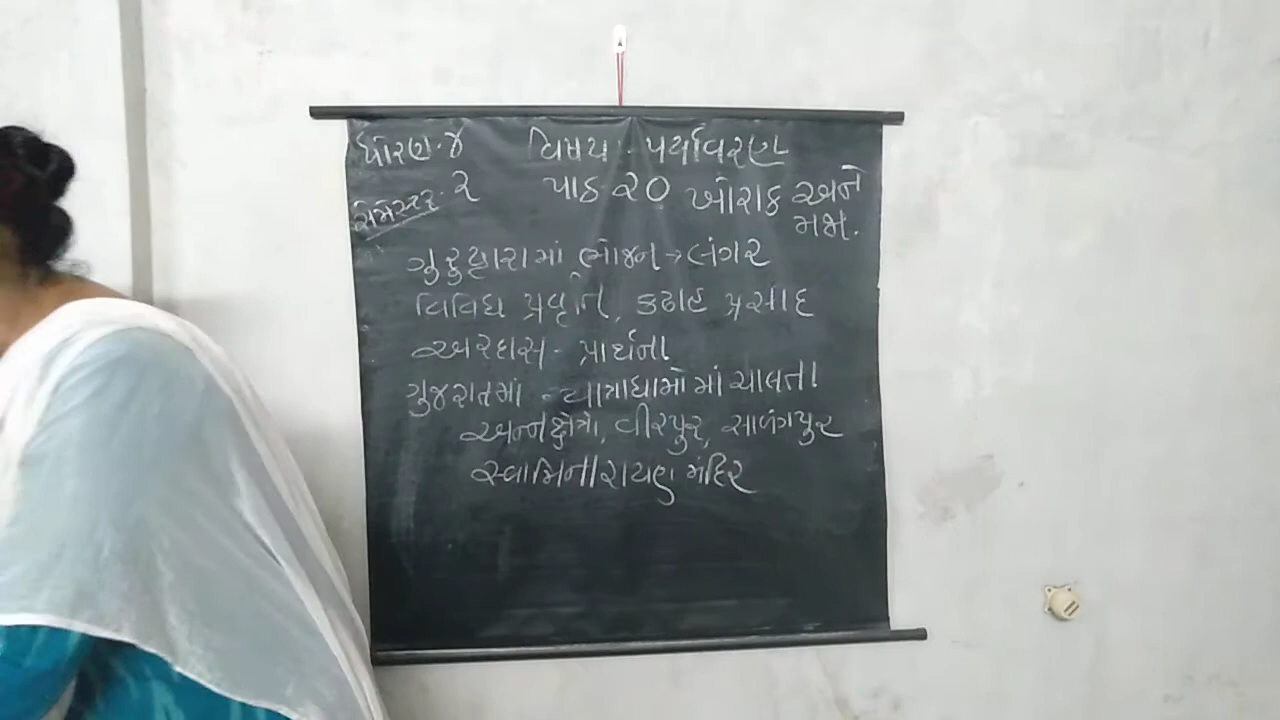 ધોરણ.૪ વિષય : પર્યાવરણ
સેમેસ્ટર. ૨ પાઠ ૨૦ ખોરાક અને
મજા.
ગુરુદ્વારામાં ભોજન → લંગર
વિવિધ પ્રવૃતિ, કઢાહ પ્રસાદ
અરદાસ - પ્રાર્થના
ગુજરાતમાં - યાત્રાધામોમાં ચાલતા
અન્નક્ષેત્રો, વીરપુર, સાળંગપુર
સ્વામિનારાયણ મંદિર